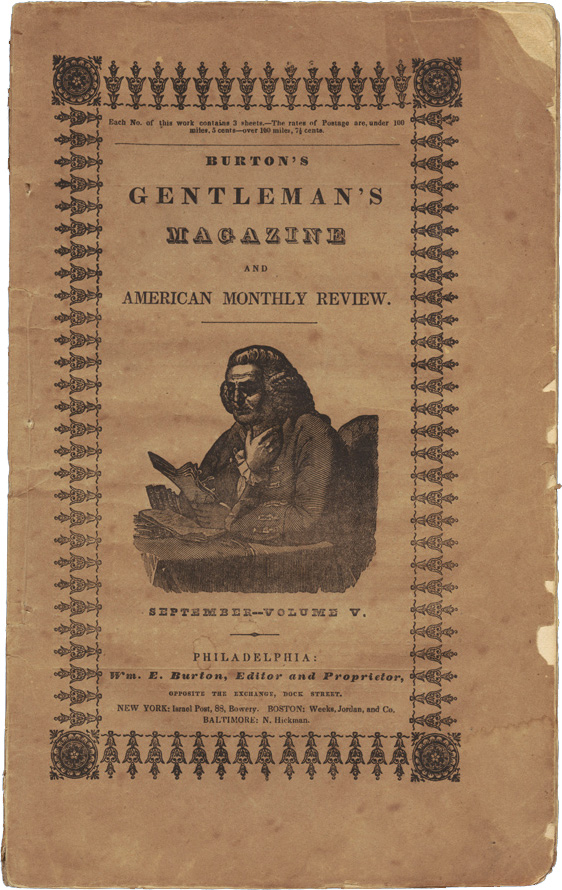 Each No. of this work contains 3 sheets.—The rates of Postage are, under 100
miles, 5 cents—over 100 miles, 7½ cents.
BURTON'S
GENTLEMAN'S
MAGAZINE
AND
AMERICAN MONTHLY REVIEW.
SEPTEMBER--VOLUME V.
PHILADELPHIA:
Wm. E. Burton, Editor and Proprietor,
OPPOSITE THE EXCHANGE, DOCK STREET.
NEW YORK: Israel Post, 88, Bowery. BOSTON: Weeks, Jordan, and Co.
BALTIMORE: N. Hickman.